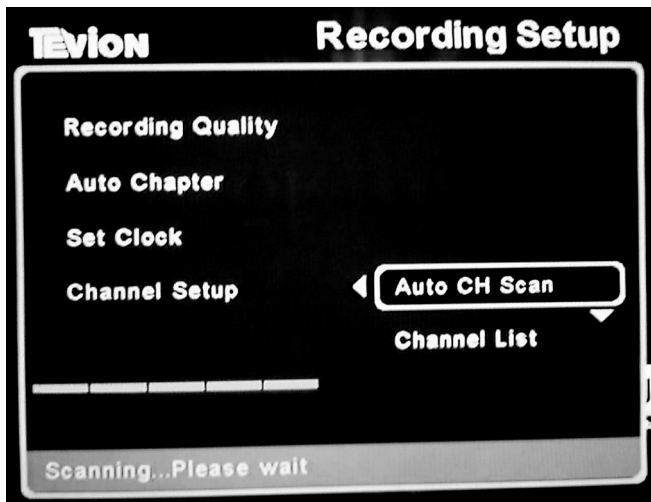 TEVION
Recording Setup
Recording Quality
Auto Chapter
Set Clock
Channel Setup
Auto CH Scan
Channel List
Scanning...Please wait